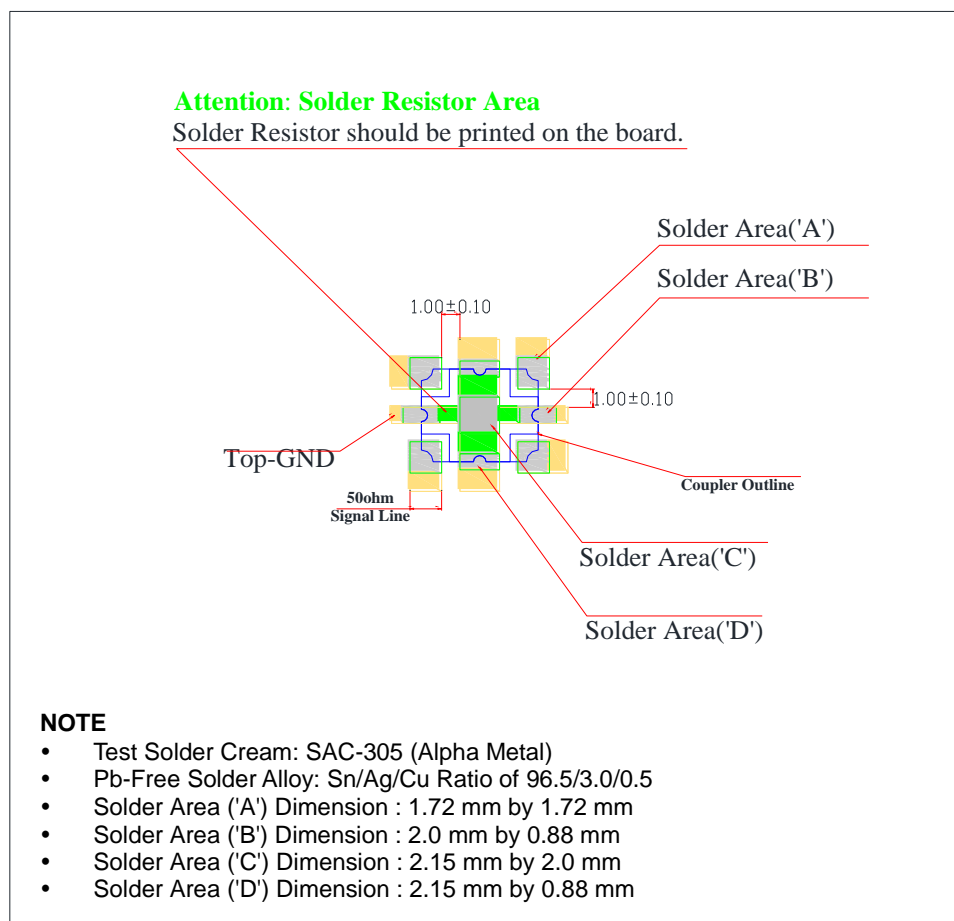 Attention: Solder Resistor Area
Solder Resistor should be printed on the board.
Solder Area('A')
Solder Area('B')
1.00±0.10
1.00±0.10
Top-GND
50ohm
Signal Line
Coupler Outline
Solder Area('C')
Solder Area('D')
NOTE
• Test Solder Cream: SAC-305 (Alpha Metal)
• Pb-Free Solder Alloy: Sn/Ag/Cu Ratio of 96.5/3.0/0.5
• Solder Area ('A') Dimension : 1.72 mm by 1.72 mm
• Solder Area ('B') Dimension : 2.0 mm by 0.88 mm
• Solder Area ('C') Dimension : 2.15 mm by 2.0 mm
• Solder Area ('D') Dimension : 2.15 mm by 0.88 mm